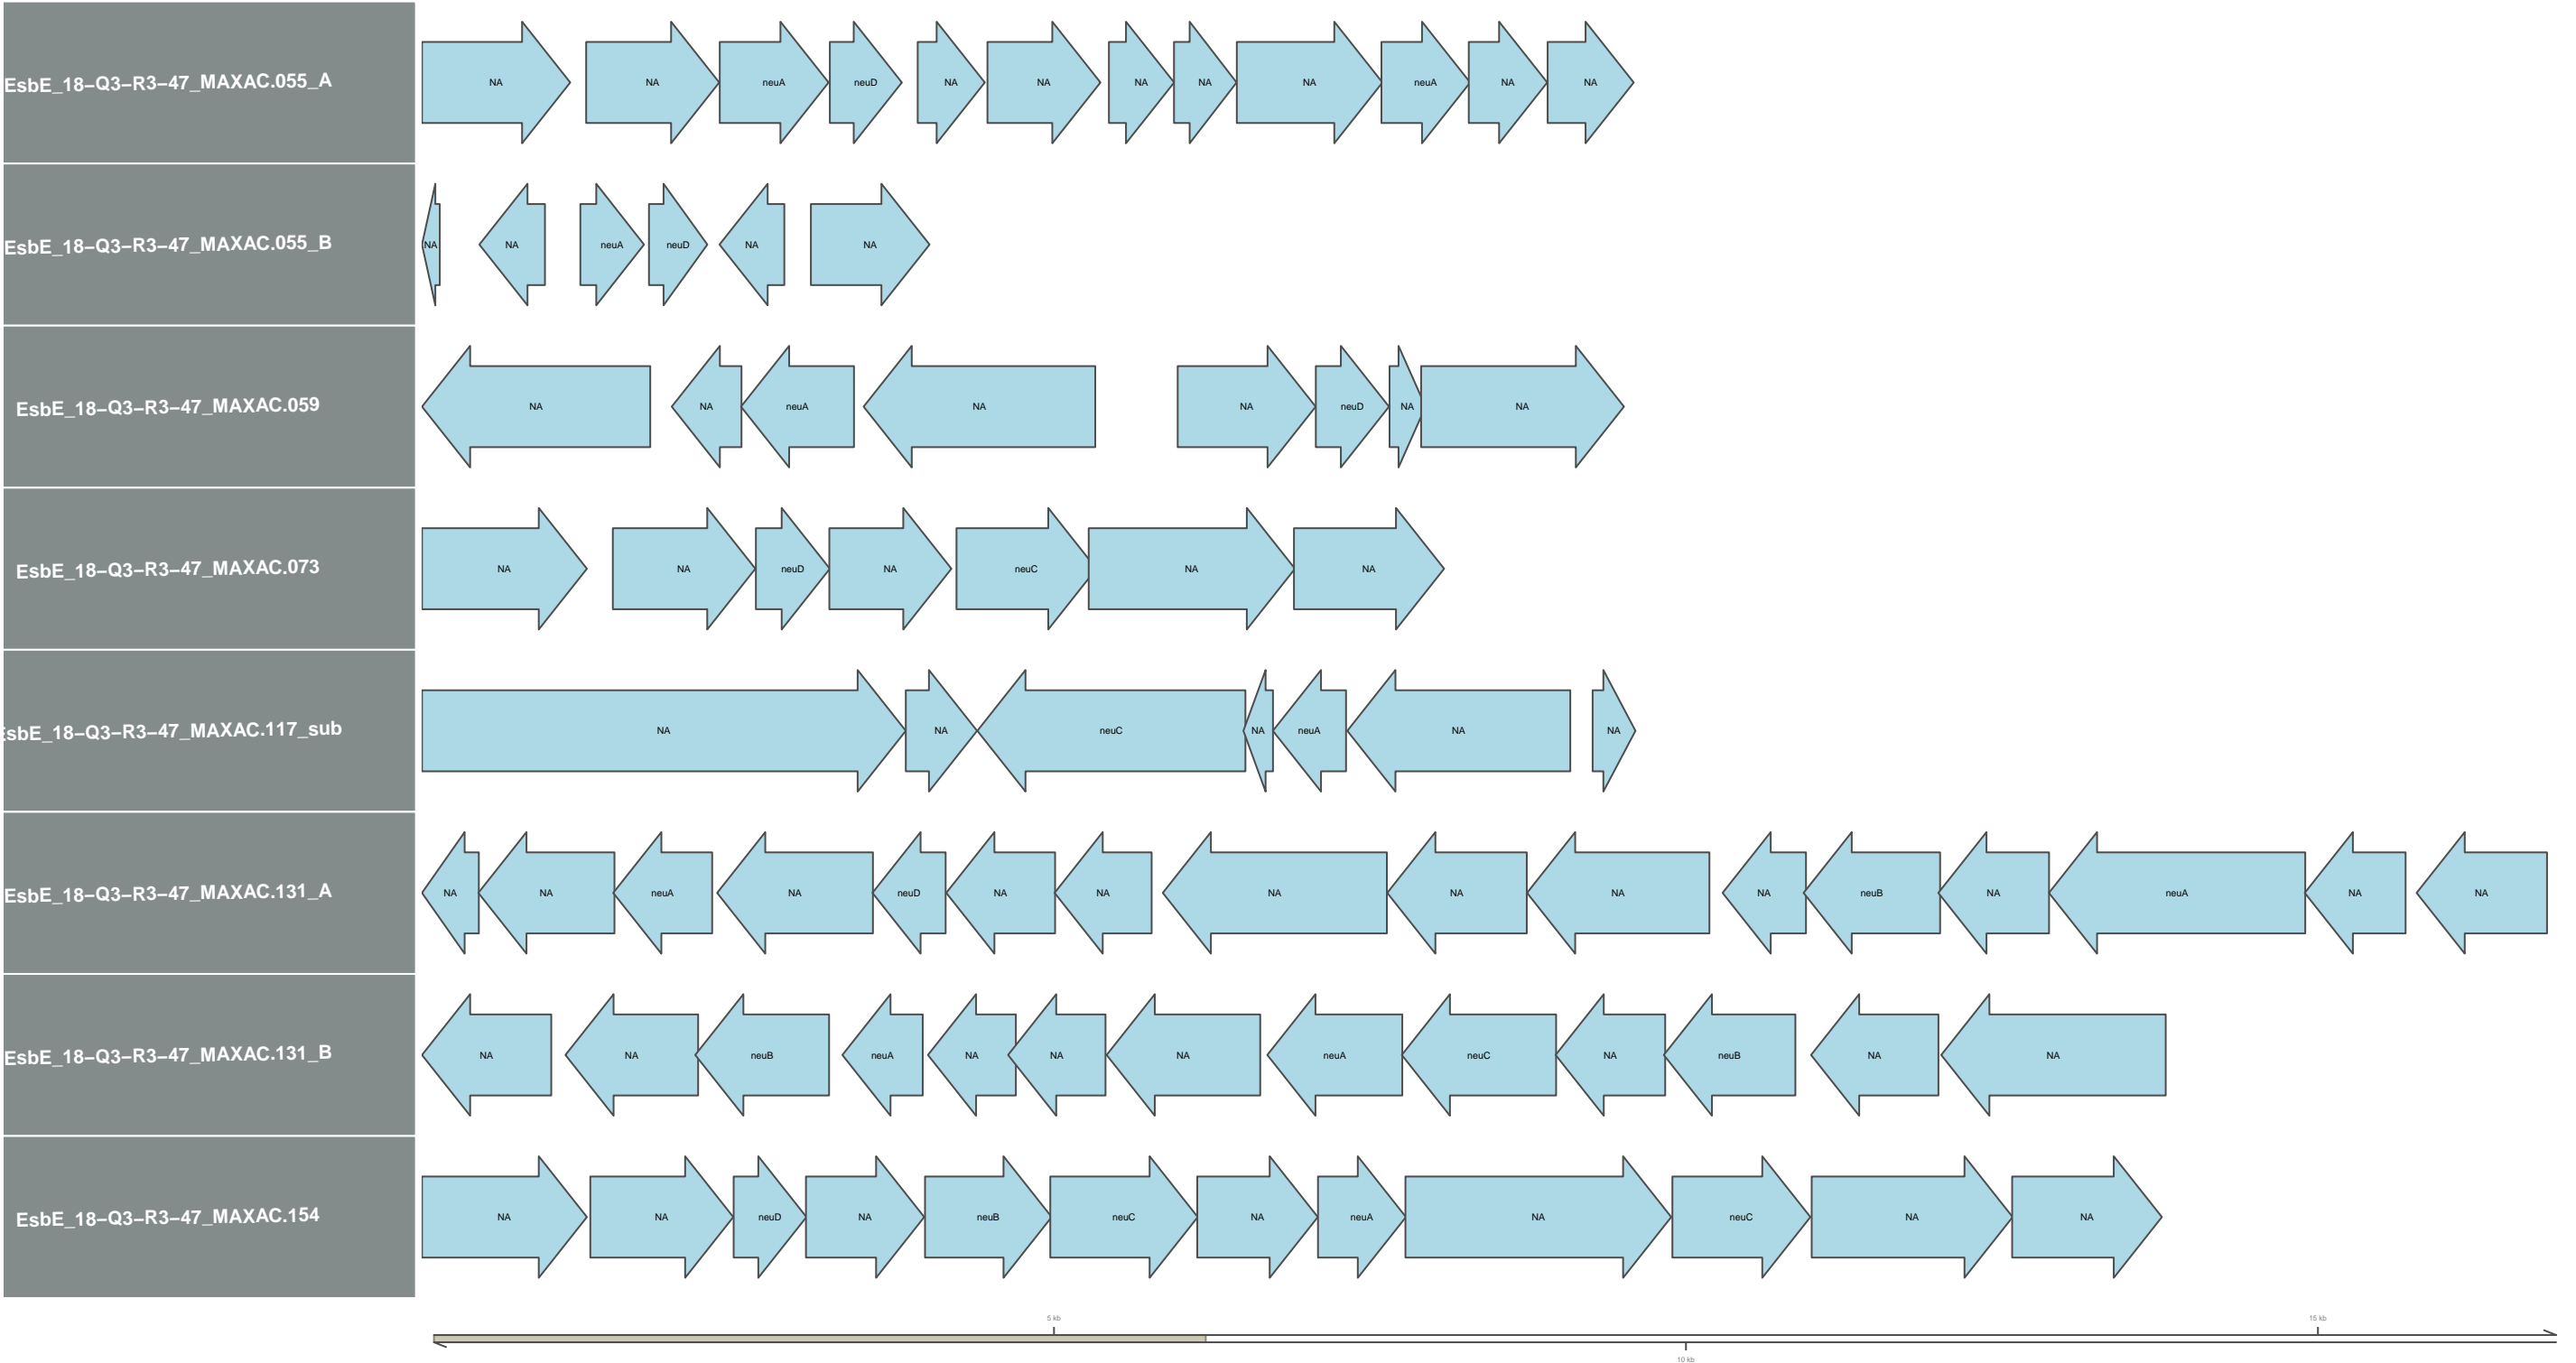 EsbE_18–Q3–R3–47_MAXAC.055_A
NA NA neuA neuD NA NA NA NA NA neuA NA NA
EsbE_18–Q3–R3–47_MAXAC.055_B
NA NA neuA neuD NA NA
EsbE_18–Q3–R3–47_MAXAC.059
NA NA neuA NA NA neuD NA NA
EsbE_18–Q3–R3–47_MAXAC.073
NA NA neuD NA neuC NA NA
EsbE_18–Q3–R3–47_MAXAC.117_sub
NA NA neuC NA neuA NA NA
EsbE_18–Q3–R3–47_MAXAC.131_A
NA NA neuA NA neuD NA NA NA NA NA NA neuB NA neuA NA NA
EsbE_18–Q3–R3–47_MAXAC.131_B
NA NA neuB neuA NA NA NA neuA neuC NA neuB NA NA
EsbE_18–Q3–R3–47_MAXAC.154
NA NA neuD NA neuB neuC NA neuA NA neuC NA NA
5 kb 15 kb
10 kb